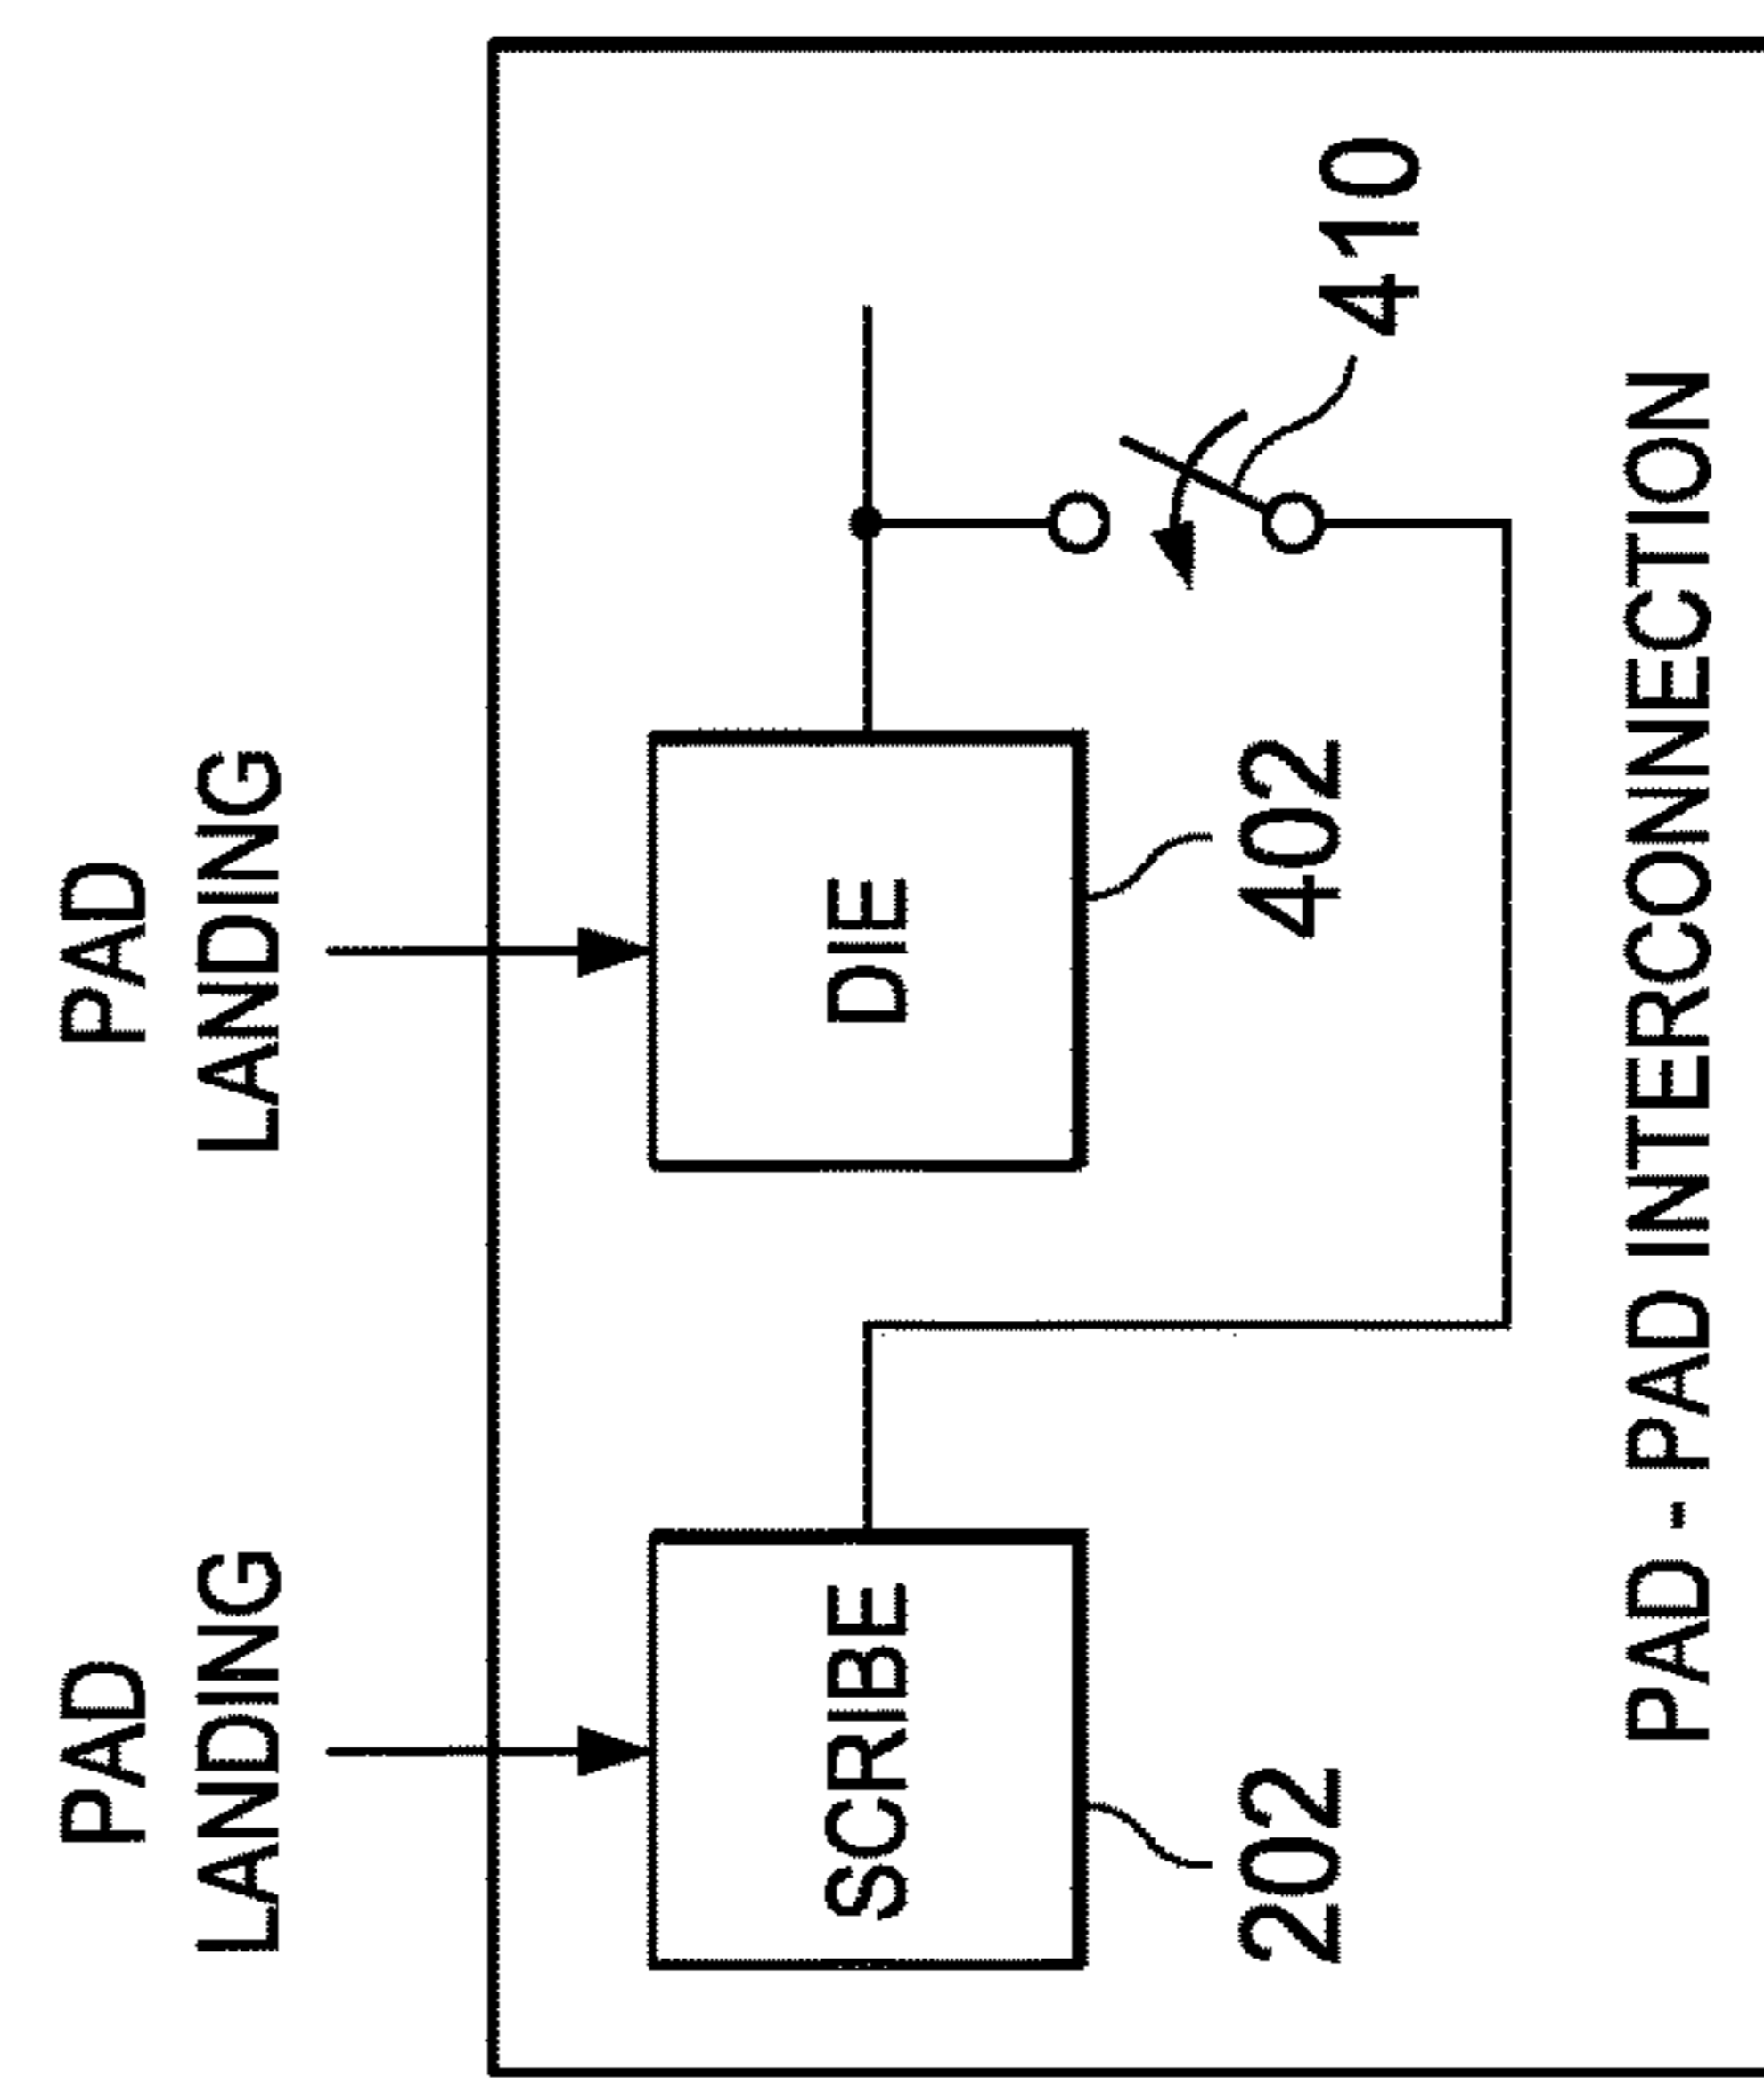 PAD
LANDING
PAD
LANDING
SCRIBE
DIE
202
402
410
PAD - PAD INTERCONNECTION